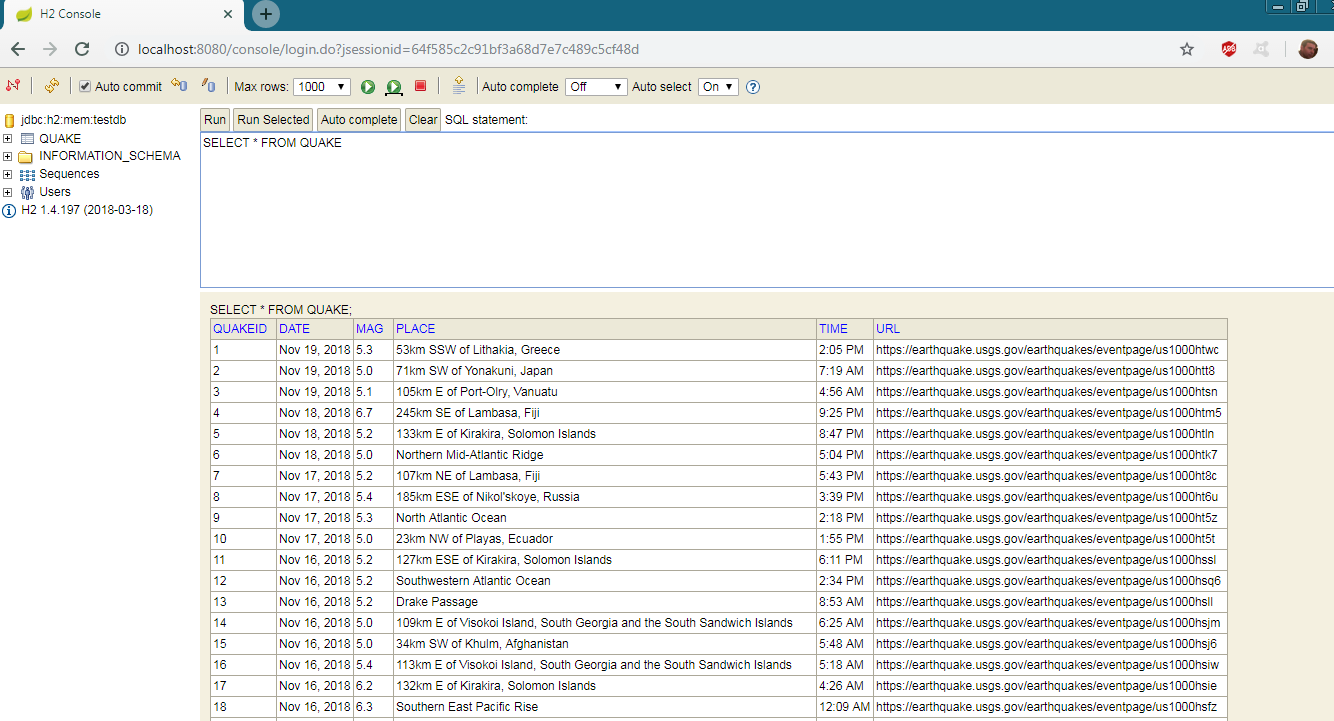 H2 Console
localhost:8080/console/login.do?jsessionid=64f585c2c91bf3a68d7e7c489c5cf48d
Auto commit Max rows: 1000 Auto complete Off Auto select On
jdbc:h2:mem:testdb
QUAKE
INFORMATION_SCHEMA
Sequences
Users
H2 1.4.197 (2018-03-18)
Run Run Selected Auto complete Clear SQL statement:
SELECT * FROM QUAKE
SELECT * FROM QUAKE;
QUAKEID DATE MAG PLACE TIME URL
1 Nov 19, 2018 5.3 53km SSW of Lithakia, Greece 2:05 PM https://earthquake.usgs.gov/earthquakes/eventpage/us1000htwc
2 Nov 19, 2018 5.0 71km SW of Yonakuni, Japan 7:19 AM https://earthquake.usgs.gov/earthquakes/eventpage/us1000htt8
3 Nov 19, 2018 5.1 105km E of Port-Olry, Vanuatu 4:56 AM https://earthquake.usgs.gov/earthquakes/eventpage/us1000htsn
4 Nov 18, 2018 6.7 245km SE of Lambasa, Fiji 9:25 PM https://earthquake.usgs.gov/earthquakes/eventpage/us1000htm5
5 Nov 18, 2018 5.2 133km E of Kirakira, Solomon Islands 8:47 PM https://earthquake.usgs.gov/earthquakes/eventpage/us1000htln
6 Nov 18, 2018 5.0 Northern Mid-Atlantic Ridge 5:04 PM https://earthquake.usgs.gov/earthquakes/eventpage/us1000htk7
7 Nov 17, 2018 5.2 107km NE of Lambasa, Fiji 5:43 PM https://earthquake.usgs.gov/earthquakes/eventpage/us1000ht8c
8 Nov 17, 2018 5.4 185km ESE of Nikol'skoye, Russia 3:39 PM https://earthquake.usgs.gov/earthquakes/eventpage/us1000ht6u
9 Nov 17, 2018 5.3 North Atlantic Ocean 2:18 PM https://earthquake.usgs.gov/earthquakes/eventpage/us1000ht5z
10 Nov 17, 2018 5.0 23km NW of Playas, Ecuador 1:55 PM https://earthquake.usgs.gov/earthquakes/eventpage/us1000ht5t
11 Nov 16, 2018 5.2 127km ESE of Kirakira, Solomon Islands 6:11 PM https://earthquake.usgs.gov/earthquakes/eventpage/us1000hssl
12 Nov 16, 2018 5.2 Southwestern Atlantic Ocean 2:34 PM https://earthquake.usgs.gov/earthquakes/eventpage/us1000hsq6
13 Nov 16, 2018 5.2 Drake Passage 8:53 AM https://earthquake.usgs.gov/earthquakes/eventpage/us1000hsll
14 Nov 16, 2018 5.0 109km E of Visokoi Island, South Georgia and the South Sandwich Islands 6:25 AM https://earthquake.usgs.gov/earthquakes/eventpage/us1000hsjm
15 Nov 16, 2018 5.0 34km SW of Khulm, Afghanistan 5:48 AM https://earthquake.usgs.gov/earthquakes/eventpage/us1000hsj6
16 Nov 16, 2018 5.4 113km E of Visokoi Island, South Georgia and the South Sandwich Islands 5:18 AM https://earthquake.usgs.gov/earthquakes/eventpage/us1000hsiw
17 Nov 16, 2018 6.2 132km E of Kirakira, Solomon Islands 4:26 AM https://earthquake.usgs.gov/earthquakes/eventpage/us1000hsie
18 Nov 16, 2018 6.3 Southern East Pacific Rise 12:09 AM https://earthquake.usgs.gov/earthquakes/eventpage/us1000hsfz